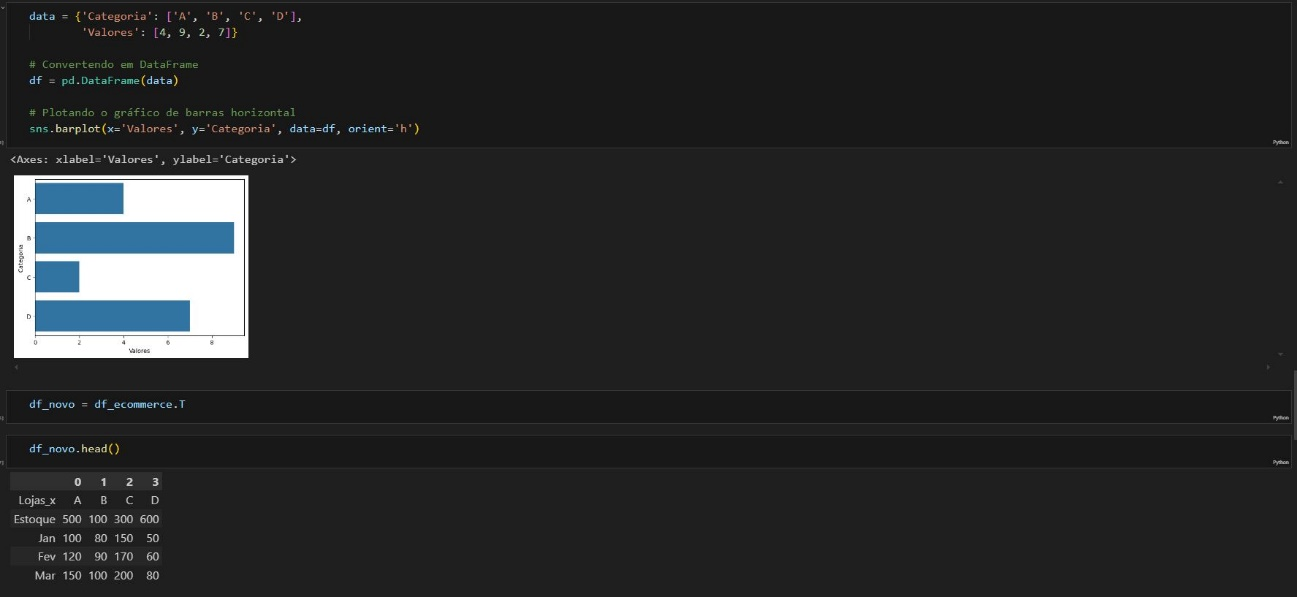 data = {'Categoria': ['A', 'B', 'C', 'D'],
'Valores': [4, 9, 2, 7]}
# Convertendo em DataFrame
df = pd.DataFrame(data)
# Plotando o gráfico de barras horizontal
sns.barplot(x='Valores', y='Categoria', data=df, orient='h')
Python
<Axes: xlabel='Valores', ylabel='Categoria'>
A
B
C
D
Categoria
0 2 4 6 8
Valores
df_novo = df_ecommerce.T
Python
df_novo.head()
Python
0 1 2 3
Lojas_x A B C D
Estoque 500 100 300 600
Jan 100 80 150 50
Fev 120 90 170 60
Mar 150 100 200 80